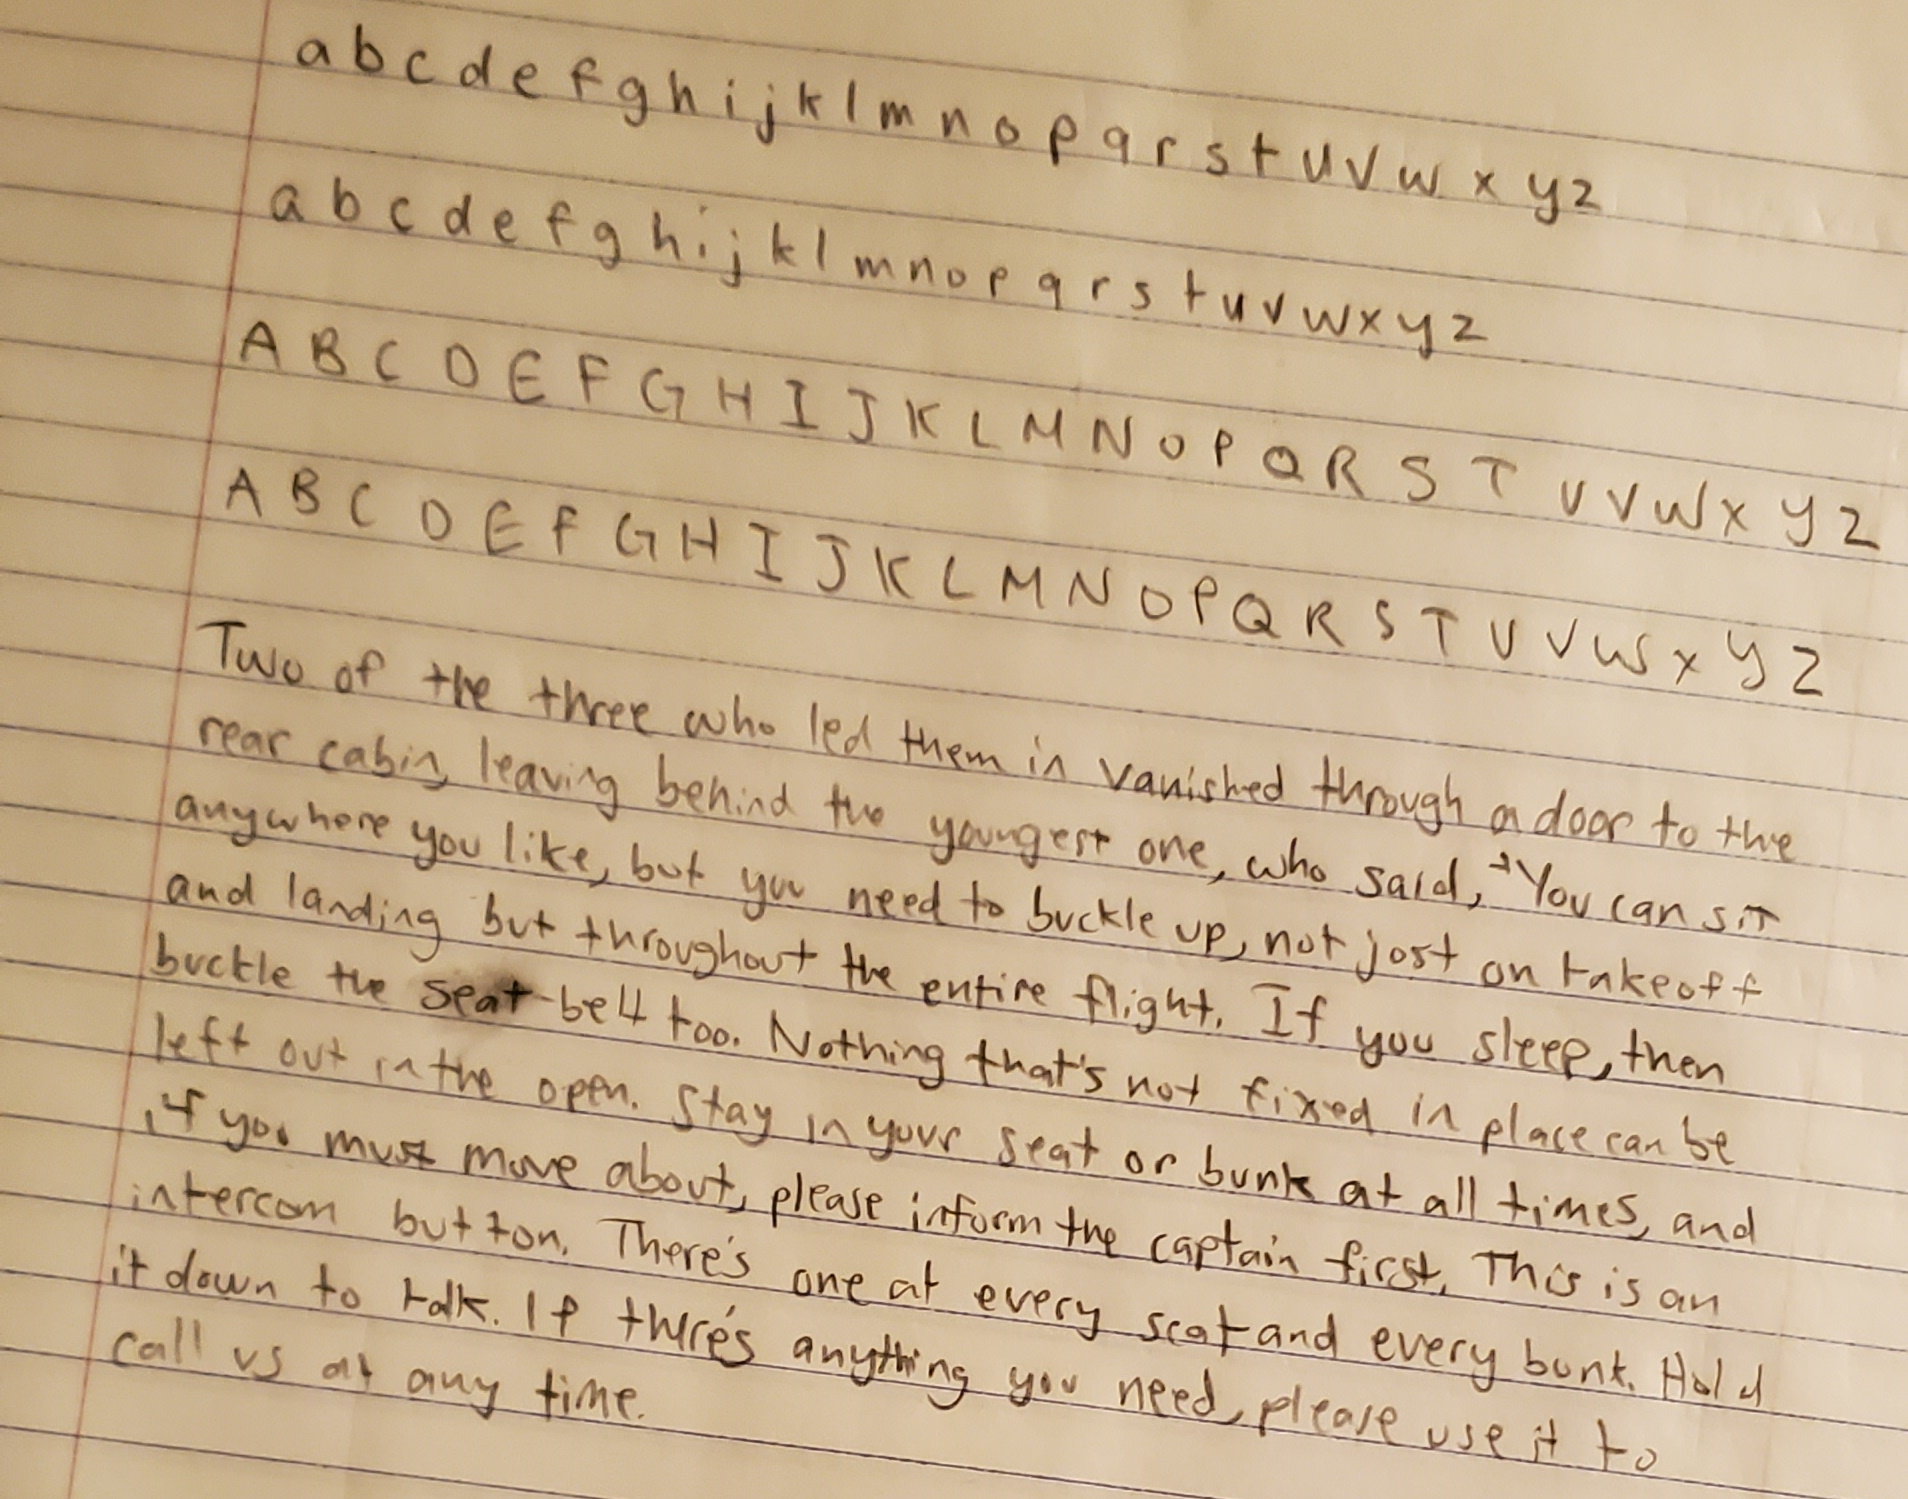 a b c d e f g h i j k l m n o p q r s t u v w x y z
a b c d e f g h i j k l m n o p q r s t u v w x y z
A B C D E F G H I J K L M N O P Q R S T U V W X Y Z
A B C D E F G H I J K L M N O P Q R S T U V W X Y Z
Two of the three who led them in vanished through a door to the
rear cabin, leaving behind the youngest one, who said, "You can sit
anywhere you like, but you need to buckle up, not just on takeoff
and landing but throughout the entire flight. If you sleep, then
buckle the seat-belt too. Nothing that's not fixed in place can be
left out in the open. Stay in your seat or bunk at all times, and
if you must move about, please inform the captain first. This is an
intercom button. There's one at every seat and every bunk. Hold
it down to talk. If there's anything you need, please use it to
call us at any time.